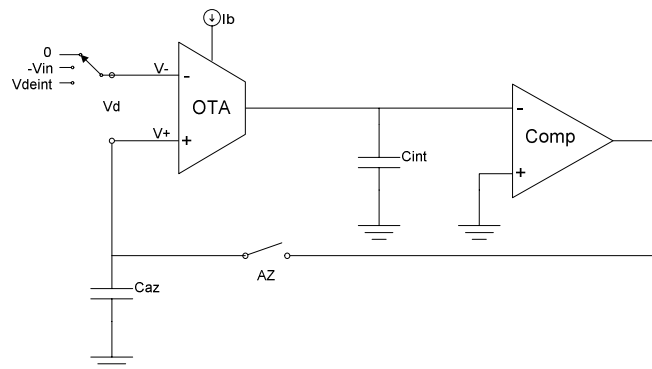 Ib
0
-Vin
Vdeint
Vd
V-
V+
-
+
OTA
Cint
-
+
Comp
AZ
Caz